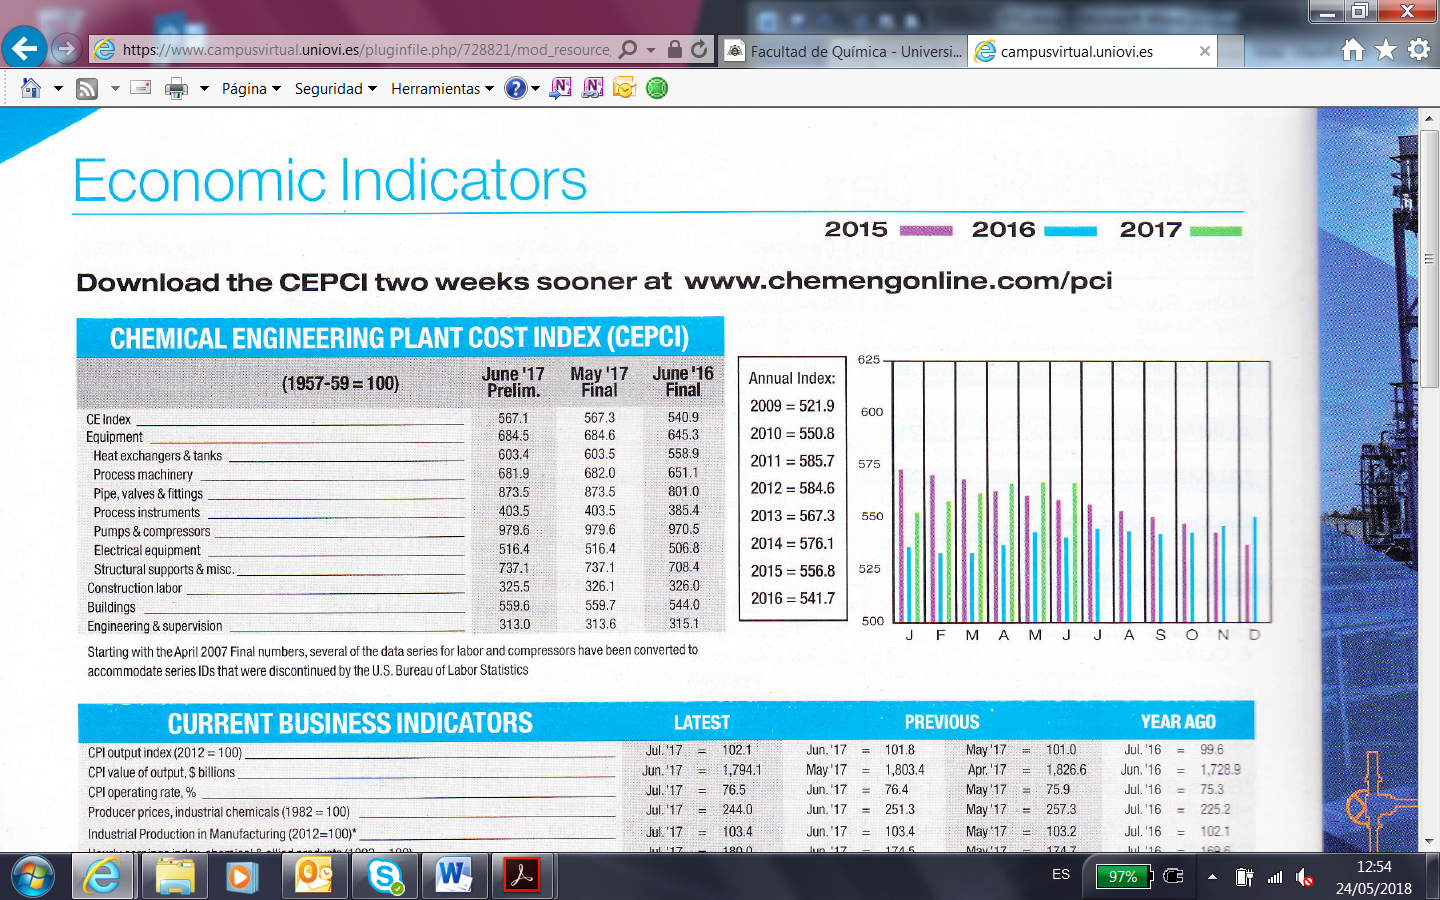 https://www.campusvirtual.uniovi.es/pluginfile.php/728821/mod_resource
Facultad de Química - Universi...
campusvirtual.uniovi.es
Página Seguridad Herramientas
Economic Indicators
2015 2016 2017
Download the CEPCI two weeks sooner at www.chemengonline.com/pci
CHEMICAL ENGINEERING PLANT COST INDEX (CEPCI)
(1957-59 = 100) June '17 Prelim. May '17 Final June '16 Final
CE Index 567.1 567.3 540.9
Equipment 684.5 684.6 645.3
Heat exchangers & tanks 603.4 603.5 558.9
Process machinery 681.9 682.0 651.1
Pipe, valves & fittings 873.5 873.5 801.0
Process instruments 403.5 403.5 385.4
Pumps & compressors 979.6 979.6 970.5
Electrical equipment 516.4 516.4 506.8
Structural supports & misc. 737.1 737.1 708.4
Construction labor 325.5 326.1 326.0
Buildings 559.6 559.7 544.0
Engineering & supervision 313.0 313.6 315.1
Starting with the April 2007 Final numbers, several of the data series for labor and compressors have been converted to
accommodate series IDs that were discontinued by the U.S. Bureau of Labor Statistics
Annual Index:
2009 = 521.9
2010 = 550.8
2011 = 585.7
2012 = 584.6
2013 = 567.3
2014 = 576.1
2015 = 556.8
2016 = 541.7
625
600
575
550
525
500
J F M A M J J A S O N D
CURRENT BUSINESS INDICATORS LATEST PREVIOUS YEAR AGO
CPI output index (2012 = 100) Jul. '17 = 102.1 Jun. '17 = 101.8 May '17 = 101.0 Jul. '16 = 99.6
CPI value of output, $ billions Jun. '17 = 1,794.1 May '17 = 1,803.4 Apr. '17 = 1,826.6 Jun. '16 = 1,728.9
CPI operating rate, % Jul. '17 = 76.5 Jun. '17 = 76.4 May '17 = 75.9 Jul. '16 = 75.3
Producer prices, industrial chemicals (1982 = 100) Jul. '17 = 244.0 Jun. '17 = 251.3 May '17 = 257.3 Jul. '16 = 225.2
Industrial Production in Manufacturing (2012=100)* Jul. '17 = 103.4 Jun. '17 = 103.4 May '17 = 103.2 Jul. '16 = 102.1
ES 97% 12:54
24/05/2018